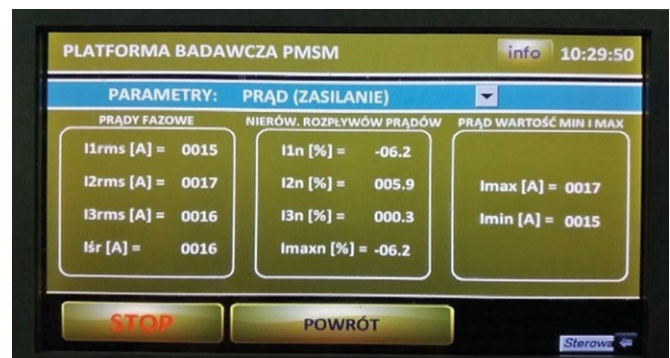 PLATFORMA BADAWCZA PMSM info 10:29:50
PARAMETRY: PRĄD (ZASILANIE)
PRĄDY FAZOWE
I1rms [A] = 0015
I2rms [A] = 0017
I3rms [A] = 0016
Iśr [A] = 0016
NIERÓW. ROZPŁYWÓW PRĄDÓW
I1n [%] = -06.2
I2n [%] = 005.9
I3n [%] = 000.3
Imaxn [%] = -06.2
PRĄD WARTOŚĆ MIN I MAX
Imax [A] = 0017
Imin [A] = 0015
STOP
POWRÓT
Sterowa